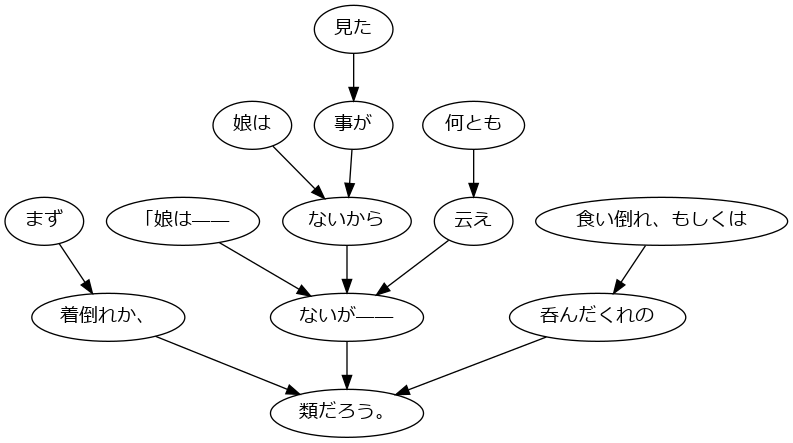 見た
娘は
事が
何とも
まず
「娘は――
ないから
云え
食い倒れ、もしくは
着倒れか、
ないが――
呑んだくれの
類だろう。